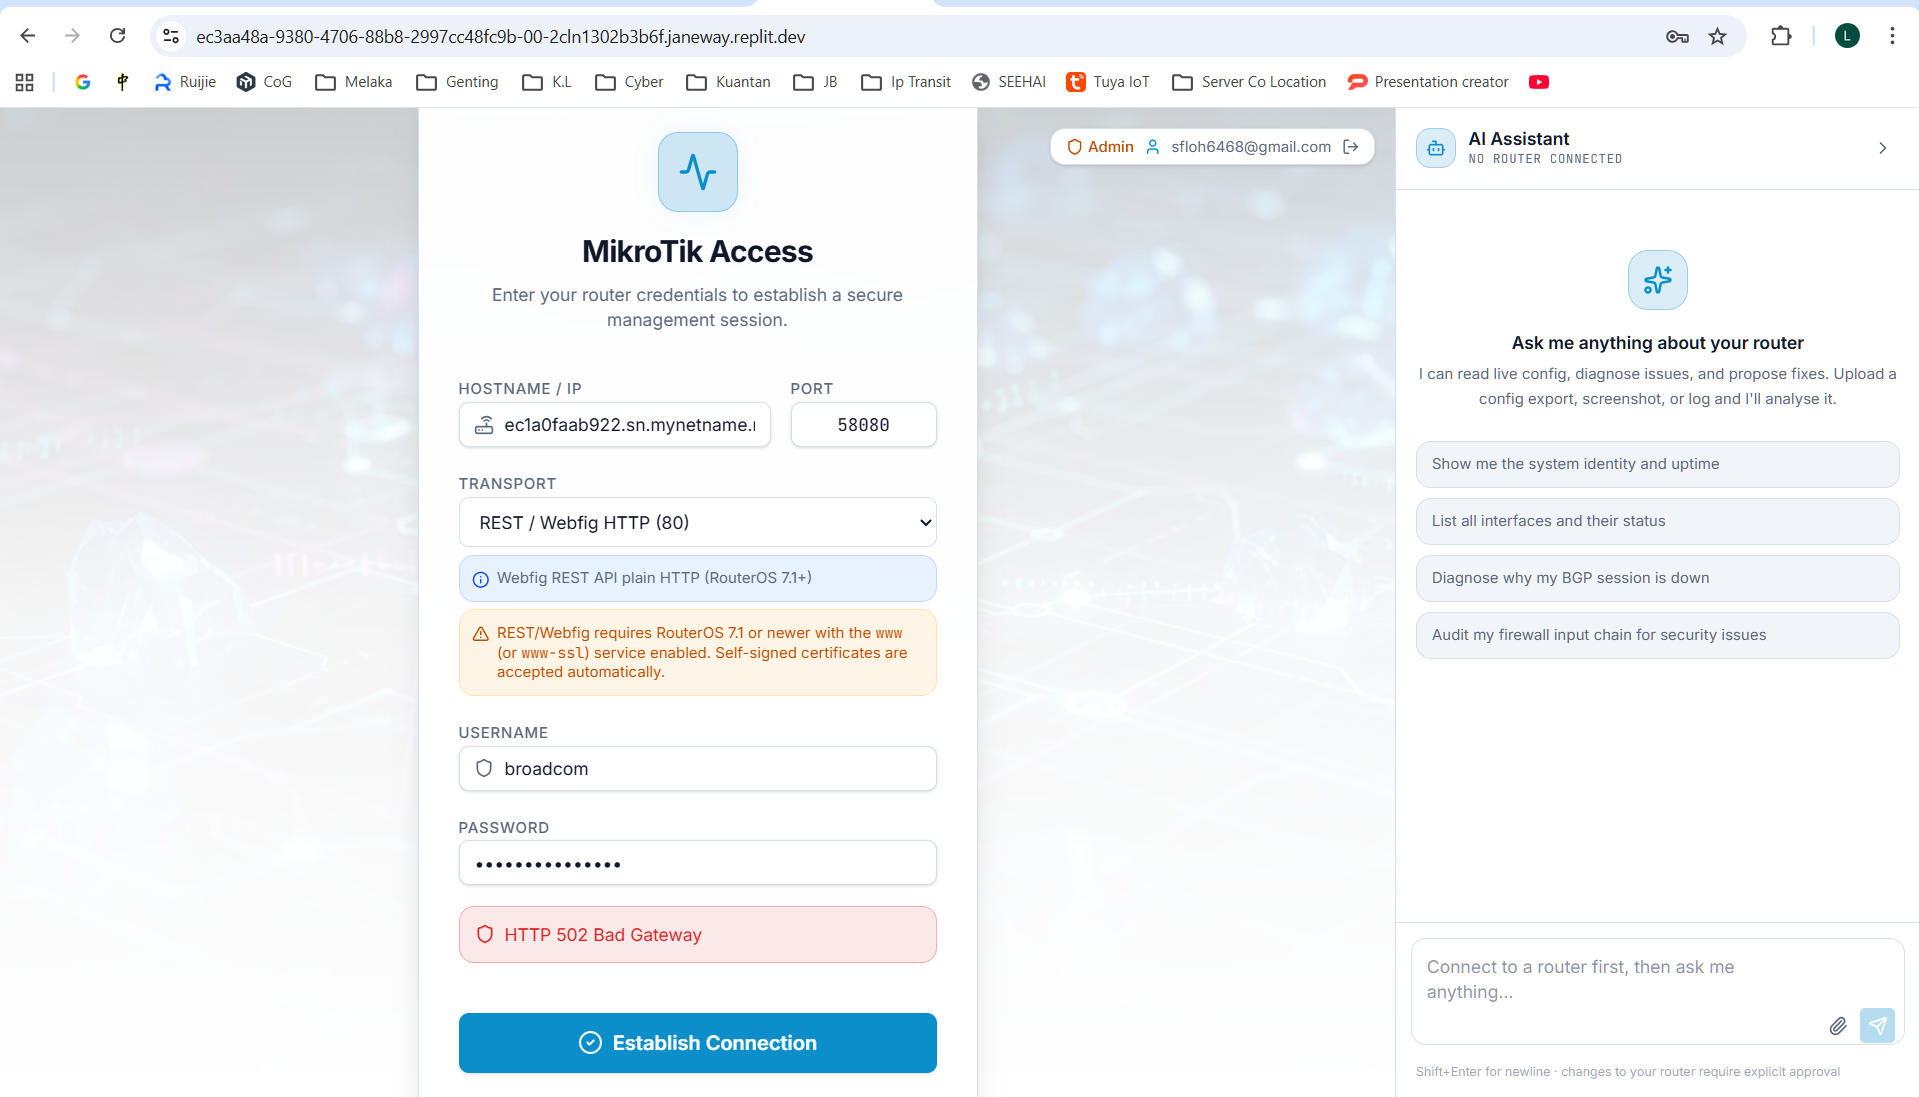 ec3aa48a-9380-4706-88b8-2997cc48fc9b-00-2cln1302b3b6f.janeway.replit.dev
L
Ruijie
CoG
Melaka
Genting
K.L
Cyber
Kuantan
JB
Ip Transit
SEEHAI
Tuya IoT
Server Co Location
Presentation creator
Admin
sfloh6468@gmail.com
MikroTik Access
Enter your router credentials to establish a secure
management session.
HOSTNAME / IP
PORT
ec1a0faab922.sn.mynetname.
58080
TRANSPORT
REST / Webfig HTTP (80)
Webfig REST API plain HTTP (RouterOS 7.1+)
REST/Webfig requires RouterOS 7.1 or newer with the www
(or www-ssl) service enabled. Self-signed certificates are
accepted automatically.
USERNAME
broadcom
PASSWORD
•••••••••••••••
HTTP 502 Bad Gateway
Establish Connection
AI Assistant
NO ROUTER CONNECTED
Ask me anything about your router
I can read live config, diagnose issues, and propose fixes. Upload a
config export, screenshot, or log and I'll analyse it.
Show me the system identity and uptime
List all interfaces and their status
Diagnose why my BGP session is down
Audit my firewall input chain for security issues
Connect to a router first, then ask me
anything...
Shift+Enter for newline · changes to your router require explicit approval